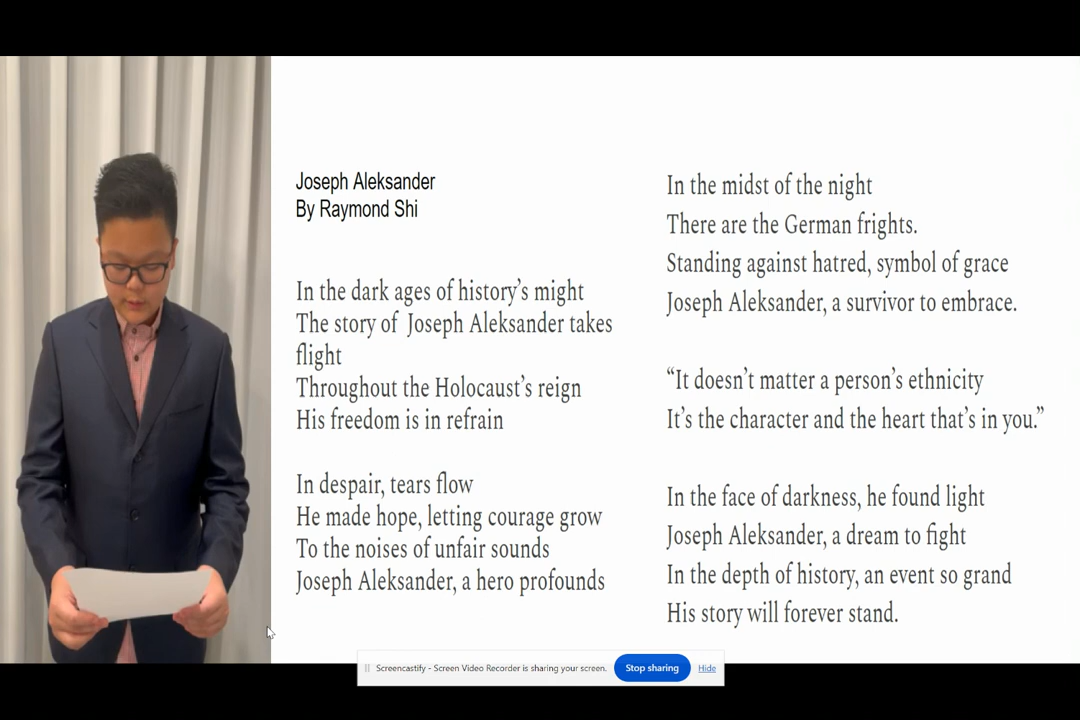 Joseph Aleksander
By Raymond Shi
In the dark ages of history's might
The story of Joseph Aleksander takes
flight
Throughout the Holocaust's reign
His freedom is in refrain
In despair, tears flow
He made hope, letting courage grow
To the noises of unfair sounds
Joseph Aleksander, a hero profounds
In the midst of the night
There are the German frights.
Standing against hatred, symbol of grace
Joseph Aleksander, a survivor to embrace.
“It doesn't matter a person's ethnicity
It's the character and the heart that's in you.”
In the face of darkness, he found light
Joseph Aleksander, a dream to fight
In the depth of history, an event so grand
His story will forever stand.
Screencastify - Screen Video Recorder is sharing your screen.
Stop sharing
Hide